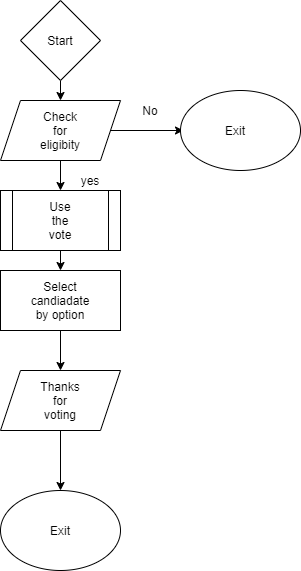 Start
Check
for
eligibity
No
Exit
yes
Use
the
vote
Select
candiadate
by option
Thanks
for
voting
Exit